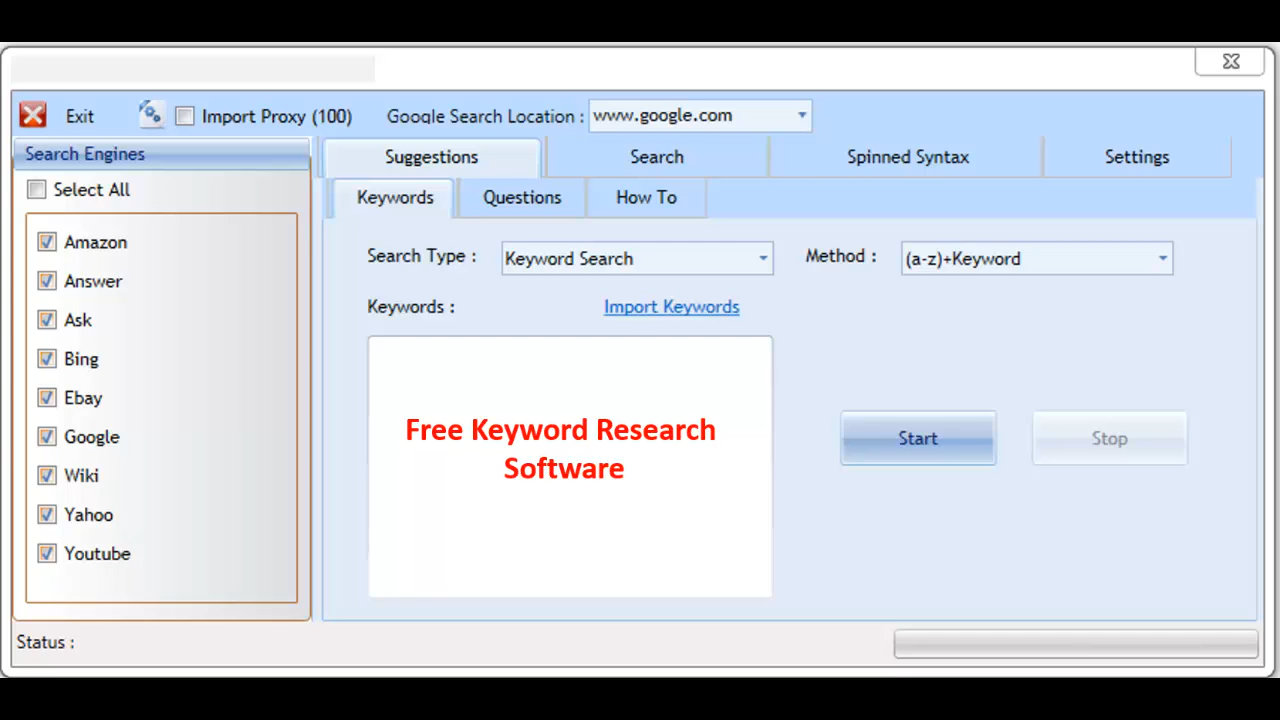 Exit Import Proxy (100) Google Search Location : www.google.com
Search Engines
Select All
Amazon
Answer
Ask
Bing
Ebay
Google
Wiki
Yahoo
Youtube
Suggestions Search Spinned Syntax Settings
Keywords Questions How To
Search Type : Keyword Search Method : (a-z)+Keyword
Keywords : Import Keywords
Free Keyword Research
Software
Start Stop
Status :